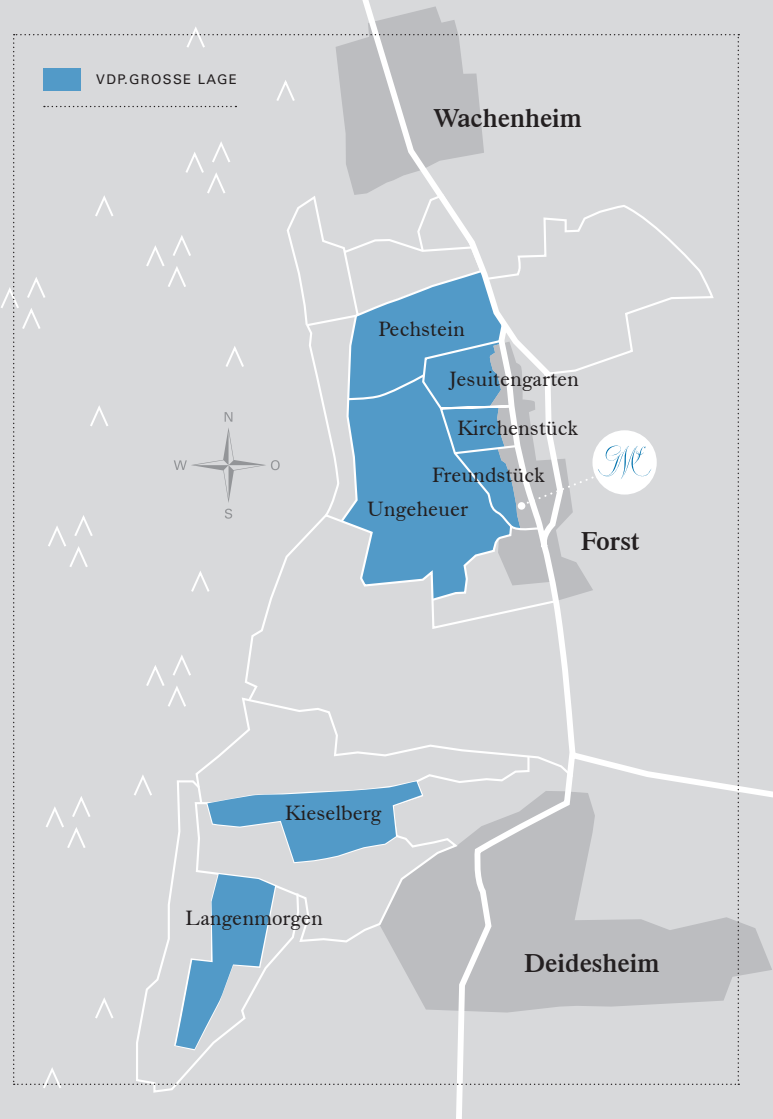 VDP.GROSSE LAGE
Wachenheim
Pechstein
Jesuitengarten
N
Kirchenstück
W
O
Freundstück
S
Ungeheuer
Forst
Kieselberg
Langenmorgen
Deidesheim